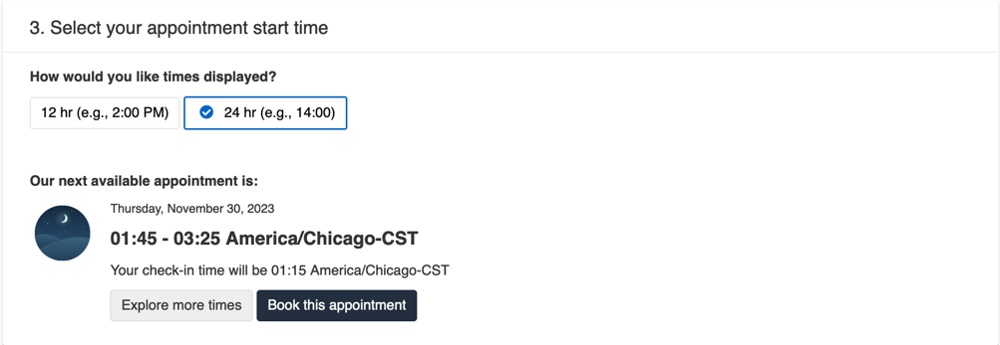 3. Select your appointment start time
How would you like times displayed?
12 hr (e.g., 2:00 PM) 24 hr (e.g., 14:00)
Our next available appointment is:
Thursday, November 30, 2023
01:45 - 03:25 America/Chicago-CST
Your check-in time will be 01:15 America/Chicago-CST
Explore more times Book this appointment